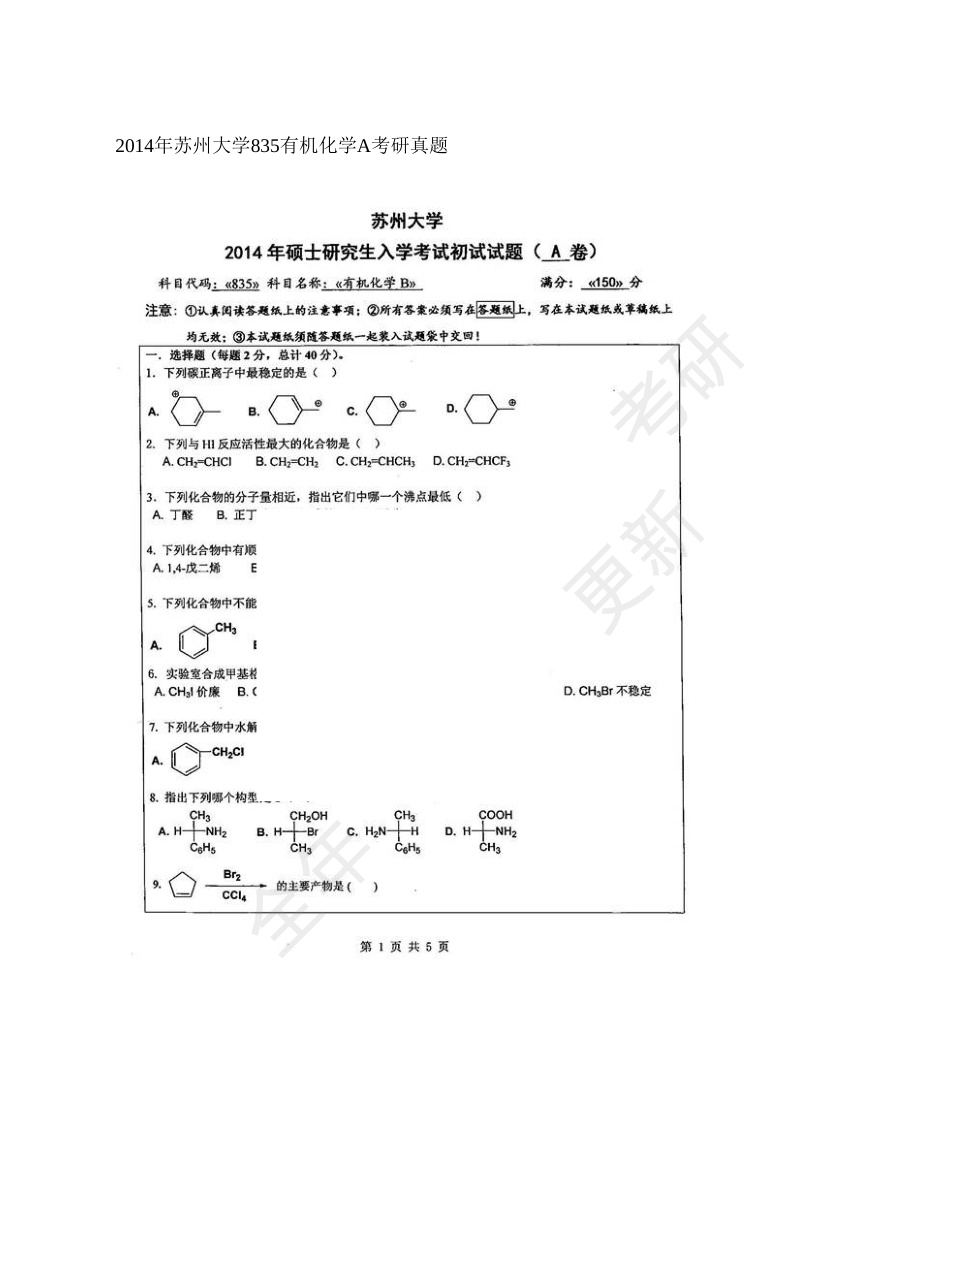 2014年苏州大学835有机化学A考研真题
苏州大学
2014 年硕士研究生入学考试初试试题（ A 卷）
科目代码：«835» 科目名称：«有机化学 B» 满分： «150» 分
注意：①认真阅读答题纸上的注意事项；②所有答案必须写在答题纸上，写在本试题纸或草稿纸上
均无效；③本试题纸须随答题纸一起装入试题袋中交回！
一．选择题（每题 2 分，总计 40 分）。
1．下列碳正离子中最稳定的是（ ）
A. B. C. D.
2．下列与 HI 反应活性最大的化合物是（ ）
A. CH₂=CHCl B. CH₂=CH₂ C. CH₂=CHCH₃ D. CH₂=CHCF₃
3．下列化合物的分子量相近，指出它们中哪一个沸点最低（ ）
A. 丁醛 B. 正丁
4. 下列化合物中有顺
A. 1,4-戊二烯
5. 下列化合物中不能
CH₃
A.
6. 实验室合成甲基格
A. CH₃I 价廉 B. D. CH₃Br 不稳定
7. 下列化合物中水解
CH₂Cl
A.
8. 指出下列哪个构型
CH₃ CH₂OH CH₃ COOH
A. H NH₂ B. H Br C. H₂N H D. H NH₂
C₆H₅ CH₃ C₆H₅ CH₃
9. Br₂ CCl₄ 的主要产物是（ ）
第 1 页 共 5 页
全年 更新 考研